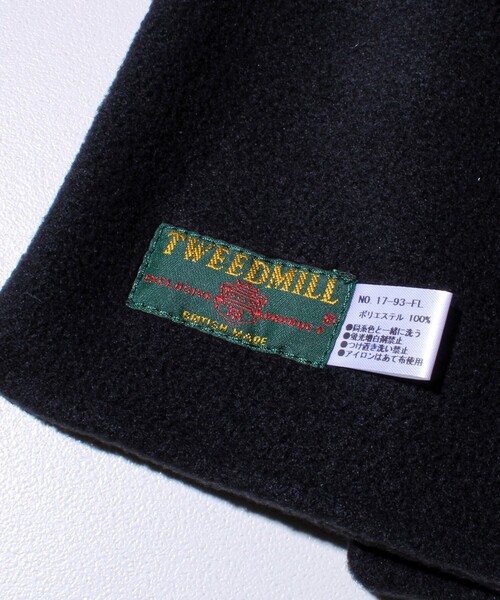 TWEEDMILL
EXCLUSIVE PRODUCT®
BRITISH MADE
NO. 17-93-FL
ポリエステル 100%
●同系色と一緒に洗う
●蛍光増白剤禁止
●つけ置き洗い禁止
●アイロンはあて布使用